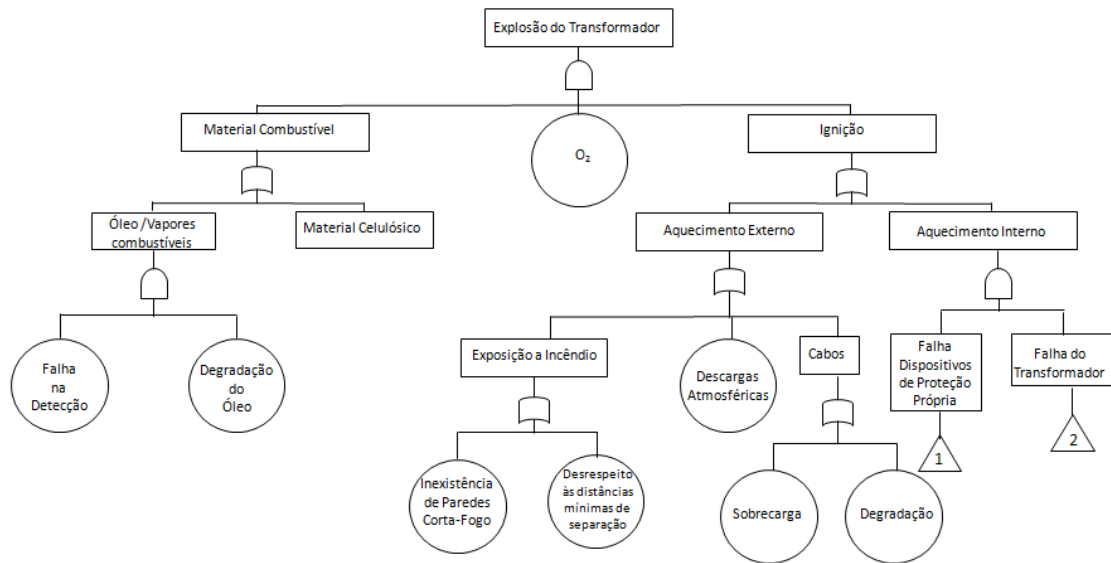 Explosão do Transformador
Material Combustível
O₂
Ignição
Óleo /Vapores
combustíveis
Material Celulósico
Aquecimento Externo
Aquecimento Interno
Falha
na
Detecção
Degradação
do
Óleo
Exposição a Incêndio
Descargas
Atmosféricas
Cabos
Falha
Dispositivos
de Proteção
Própria
Falha do
Transformador
1
2
Inexistência
de Paredes
Corta-Fogo
Desrespeito
às distâncias
mínimas de
separação
Sobrecarga
Degradação